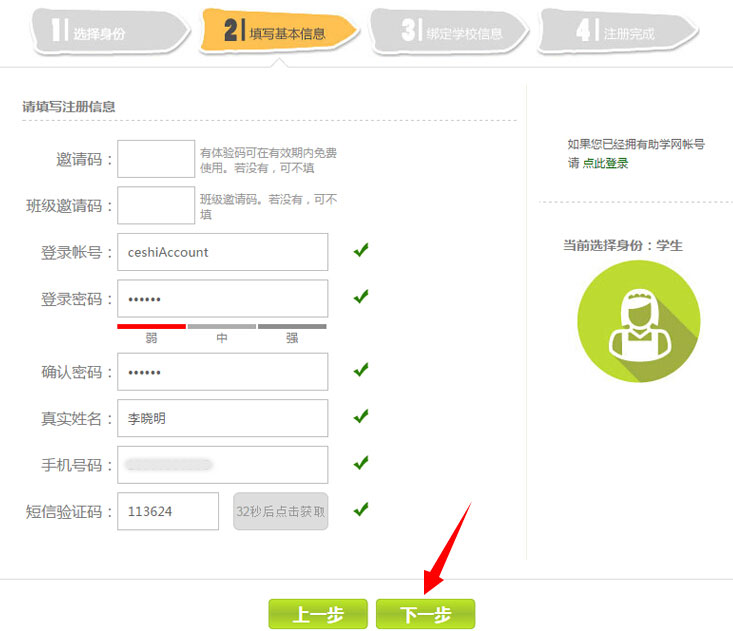 1 选择身份
2 填写基本信息
3 绑定学校信息
4 注册完成
请填写注册信息
邀请码：
有体验码可在有效期内免费
使用。若没有，可不填
班级邀请码：
班级邀请码。若没有，可不
填
登录帐号：
ceshiAccount
登录密码：
••••••
弱 中 强
确认密码：
••••••
真实姓名：
李晓明
手机号码：
短信验证码：
113624
32秒后点击获取
上一步
下一步
如果您已经拥有助学网帐号
请 点此登录
当前选择身份：学生